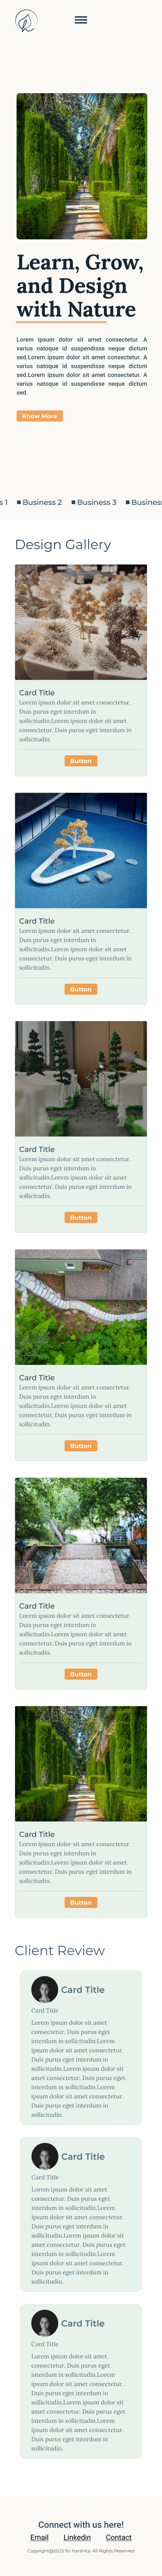 Learn, Grow,
and Design
with Nature
Lorem ipsum dolor sit amet consectetur. A
varius natoque id suspendisse neque dictum
sed.Lorem ipsum dolor sit amet consectetur. A
varius natoque id suspendisse neque dictum
sed.Lorem ipsum dolor sit amet consectetur. A
varius natoque id suspendisse neque dictum
sed.
Know More
s 1 Business 2 Business 3 Business
Design Gallery
Card Title
Lorem ipsum dolor sit amet consectetur.
Duis purus eget interdum in
sollicitudin.Lorem ipsum dolor sit amet
consectetur. Duis purus eget interdum in
sollicitudin.
Button
Card Title
Lorem ipsum dolor sit amet consectetur.
Duis purus eget interdum in
sollicitudin.Lorem ipsum dolor sit amet
consectetur. Duis purus eget interdum in
sollicitudin.
Button
Card Title
Lorem ipsum dolor sit amet consectetur.
Duis purus eget interdum in
sollicitudin.Lorem ipsum dolor sit amet
consectetur. Duis purus eget interdum in
sollicitudin.
Button
Card Title
Lorem ipsum dolor sit amet consectetur.
Duis purus eget interdum in
sollicitudin.Lorem ipsum dolor sit amet
consectetur. Duis purus eget interdum in
sollicitudin.
Button
Card Title
Lorem ipsum dolor sit amet consectetur.
Duis purus eget interdum in
sollicitudin.Lorem ipsum dolor sit amet
consectetur. Duis purus eget interdum in
sollicitudin.
Button
Card Title
Lorem ipsum dolor sit amet consectetur.
Duis purus eget interdum in
sollicitudin.Lorem ipsum dolor sit amet
consectetur. Duis purus eget interdum in
sollicitudin.
Button
Client Review
Card Title
Card Title
Lorem ipsum dolor sit amet
consectetur. Duis purus eget
interdum in sollicitudin.Lorem
ipsum dolor sit amet consectetur.
Duis purus eget interdum in
sollicitudin.Lorem ipsum dolor sit
amet consectetur. Duis purus eget
interdum in sollicitudin.Lorem
ipsum dolor sit amet consectetur.
Duis purus eget interdum in
sollicitudin.
Card Title
Card Title
Lorem ipsum dolor sit amet
consectetur. Duis purus eget
interdum in sollicitudin.Lorem
ipsum dolor sit amet consectetur.
Duis purus eget interdum in
sollicitudin.Lorem ipsum dolor sit
amet consectetur. Duis purus eget
interdum in sollicitudin.Lorem
ipsum dolor sit amet consectetur.
Duis purus eget interdum in
sollicitudin.
Card Title
Card Title
Lorem ipsum dolor sit amet
consectetur. Duis purus eget
interdum in sollicitudin.Lorem
ipsum dolor sit amet consectetur.
Duis purus eget interdum in
sollicitudin.Lorem ipsum dolor sit
amet consectetur. Duis purus eget
interdum in sollicitudin.Lorem
ipsum dolor sit amet consectetur.
Duis purus eget interdum in
sollicitudin.
Connect with us here!
Email Linkedin Contact
Copyright@2025 Sri Harshita. All Rights Reserved